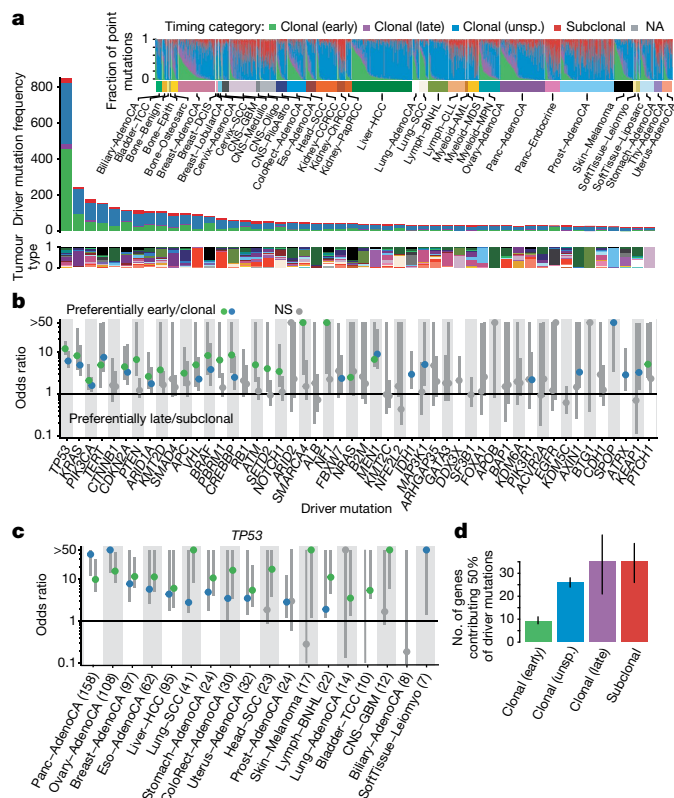 a
Timing category: Clonal (early) Clonal (late) Clonal (unsp.) Subclonal NA
Fraction of point mutations
1
0
Biliary–AdenoCA
Bladder–TCC
Bone–Benign
Bone–Epith
Bone–Osteosarc
Breast–AdenoCA
Breast–DCIS
Breast–LobularCA
Cervix–AdenoCA
Cervix–SCC
CNS–GBM
CNS–Medullo
CNS–Oligo
CNS–PiloAstro
ColoRect–AdenoCA
Eso–AdenoCA
Head–SCC
Kidney–CCRCC
Kidney–ChRCC
Kidney–PapRCC
Liver–HCC
Lung–AdenoCA
Lung–SCC
Lymph–BNHL
Lymph–CLL
Myeloid–AML
Myeloid–MDS
Myeloid–MPN
Ovary–AdenoCA
Panc–AdenoCA
Panc–Endocrine
Prost–AdenoCA
Skin–Melanoma
SoftTissue–Leiomyo
SoftTissue–Liposarc
Stomach–AdenoCA
Thy–AdenoCA
Uterus–AdenoCA
Driver mutation frequency
800
600
400
200
0
Tumour type
1
0
b
Preferentially early/clonal
NS
Odds ratio
>50
10
1
0.1
Preferentially late/subclonal
TP53
KRAS
PIK3CA
TERT
CTNNB1
CDKN2A
PTEN
ARID1A
KMT2D
SMAD4
APC
VHL
BRAF
PBRM1
CREBBP
RB1
ATM
SETD2
NOTCH1
ARID2
SMARCA4
ALB
NF1
FBXW7
NRAS
B2M
MEN1
KMT2C
NFE2L2
IDH1
MAP3K1
ARHGAP35
GATA3
DDX3X
SF3B1
FOXA1
APOB
BAP1
KDM6A
PIK3R1
ACVR2A
EGFR
KDM5C
AXIN1
BTG1
CDH1
SPOP
ATRX
KEAP1
PTCH1
Driver mutation
c
TP53
Odds ratio
>50
10
1
0.1
Panc–AdenoCA (158)
Ovary–AdenoCA (108)
Breast–AdenoCA (97)
Eso–AdenoCA (62)
Liver–HCC (95)
Lung–SCC (41)
Stomach–AdenoCA (24)
ColoRect–AdenoCA (30)
Uterus–AdenoCA (32)
Head–SCC (23)
Prost–AdenoCA (24)
Skin–Melanoma (17)
Lymph–BNHL (22)
Lung–AdenoCA (14)
Bladder–TCC (10)
CNS–GBM (12)
Biliary–AdenoCA (8)
SoftTissue–Leiomyo (7)
d
No. of genes contributing 50% of driver mutations
30
20
10
0
Clonal (early)
Clonal (unsp.)
Clonal (late)
Subclonal